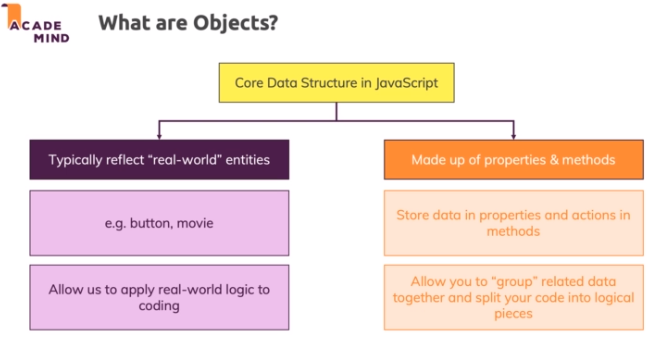 ACADE
MIND
What are Objects?
Core Data Structure in JavaScript
Typically reflect “real-world” entities
Made up of properties & methods
e.g. button, movie
Store data in properties and actions in
methods
Allow us to apply real-world logic to
coding
Allow you to “group” related data
together and split your code into logical
pieces